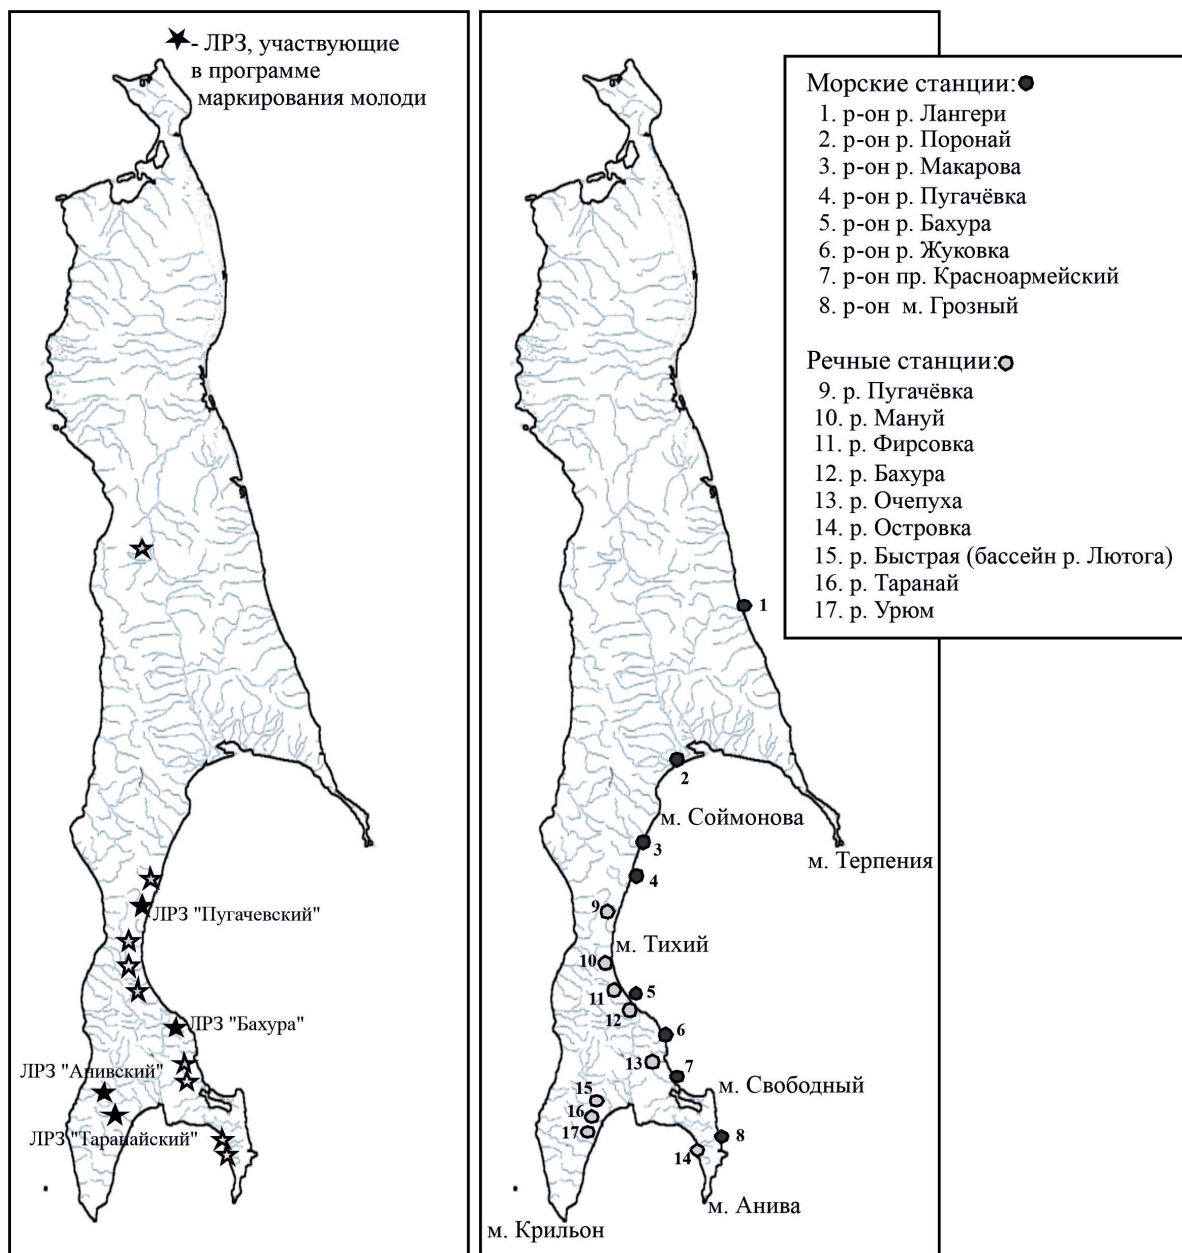 - ЛРЗ, участвующие
в программе
маркирования молоди
ЛРЗ "Пугачевский"
ЛРЗ "Бахура"
ЛРЗ "Анивский"
ЛРЗ "Таранайский"
Морские станции:
1. р-он р. Лангери
2. р-он р. Поронай
3. р-он р. Макарова
4. р-он р. Пугачёвка
5. р-он р. Бахура
6. р-он р. Жуковка
7. р-он пр. Красноармейский
8. р-он м. Грозный
Речные станции:
9. р. Пугачёвка
10. р. Мануй
11. р. Фирсовка
12. р. Бахура
13. р. Очепуха
14. р. Островка
15. р. Быстрая (бассейн р. Лютога)
16. р. Таранай
17. р. Урюм
1
2
м. Соймонова
3
м. Терпения
4
9
м. Тихий
10
11
5
12
6
13
7
м. Свободный
15
16
17
8
14
м. Анива
м. Крильон